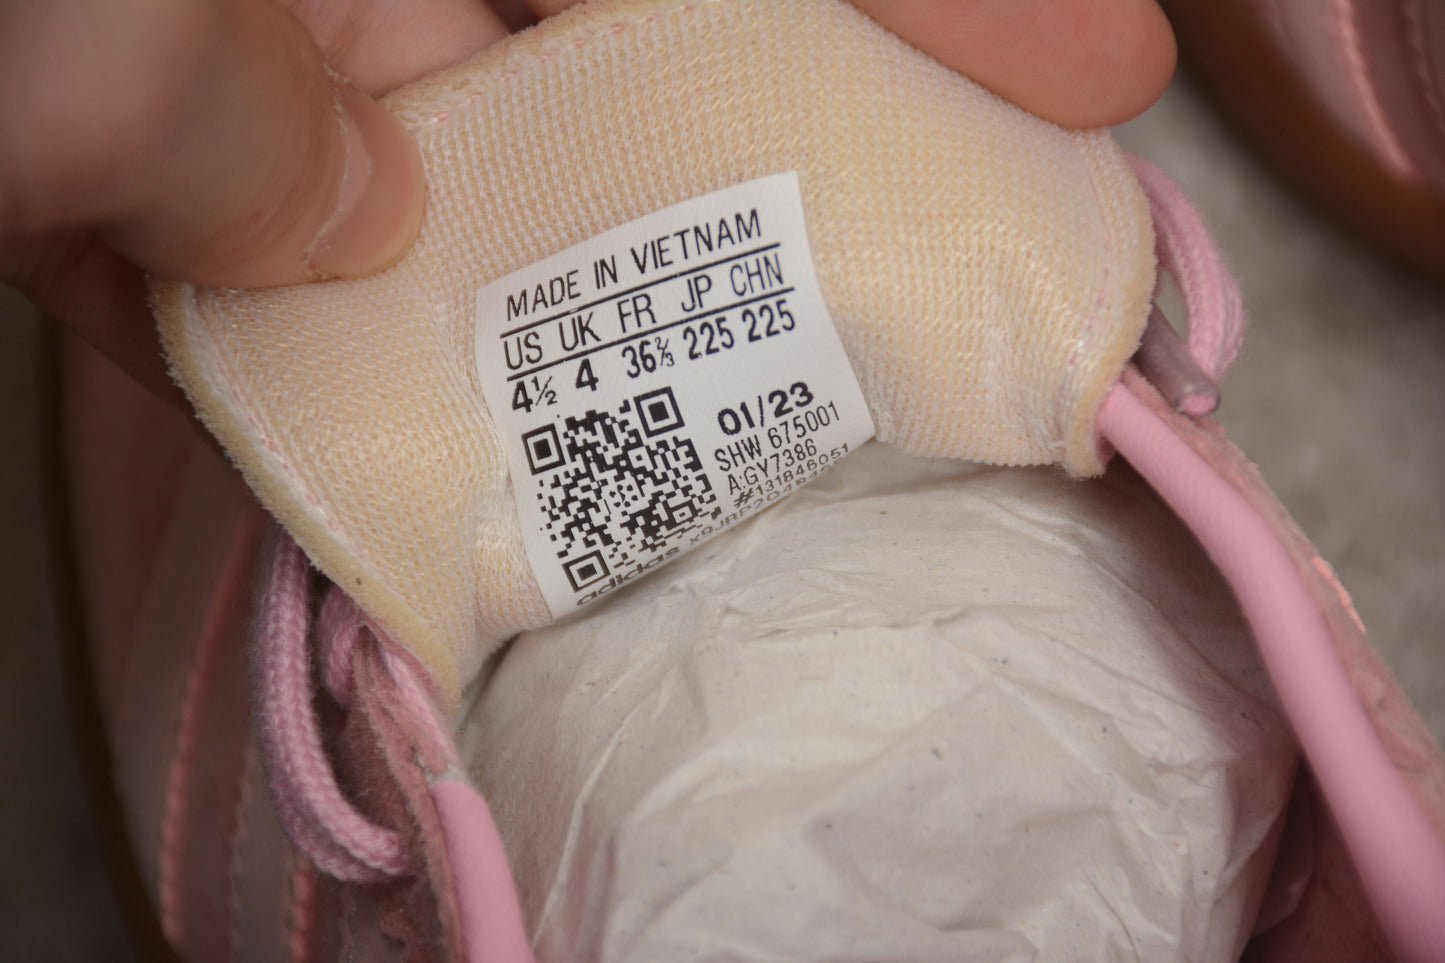 MADE IN VIETNAM
US UK FR JP CHN
4½ 4 36⅔ 225 225
01/23
SHW 675001
A:GY7386
#131846051
adidas